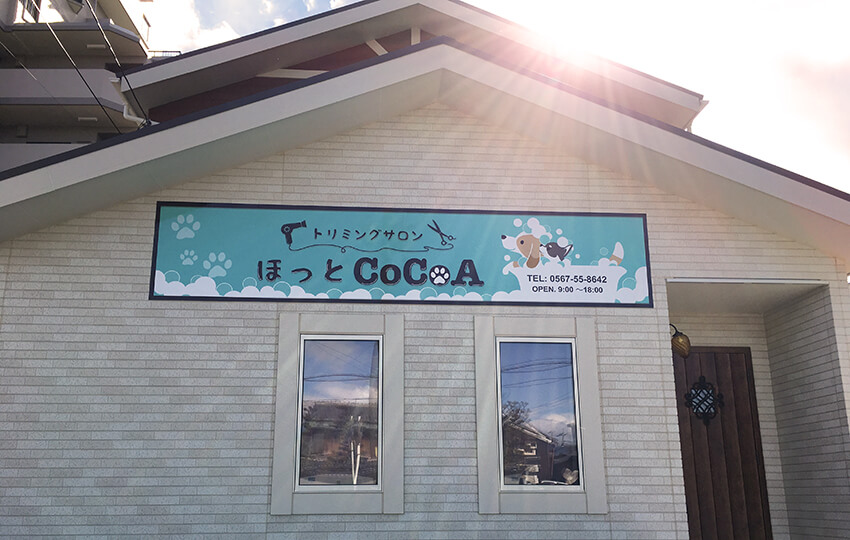 トリミングサロン
ほっとCoCoA
TEL: 0567-55-8642
OPEN. 9:00 ～18:00